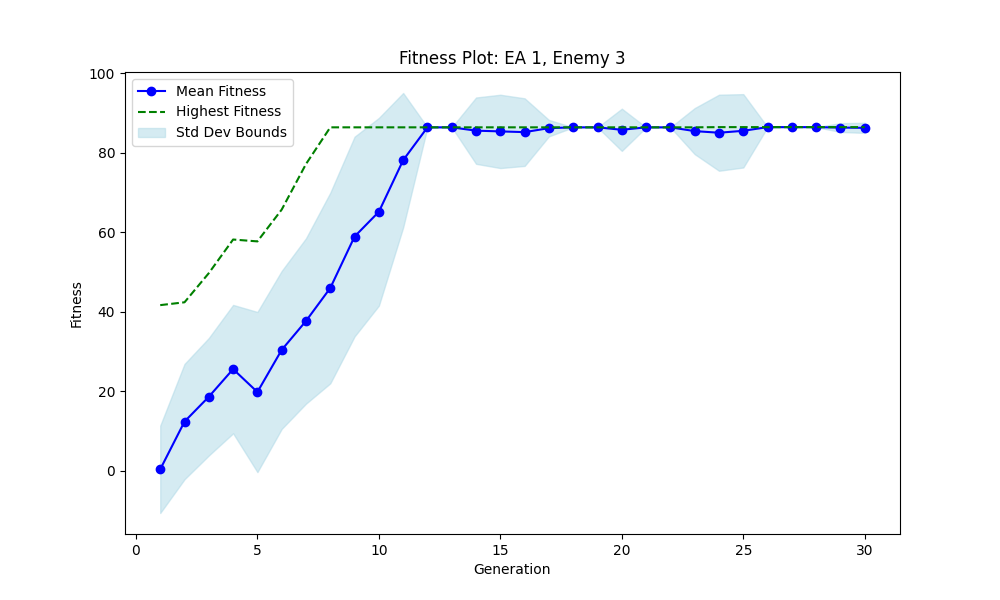 Fitness Plot: EA 1, Enemy 3
100
80
60
40
20
0
Fitness
Mean Fitness
Highest Fitness
Std Dev Bounds
0 5 10 15 20 25 30
Generation